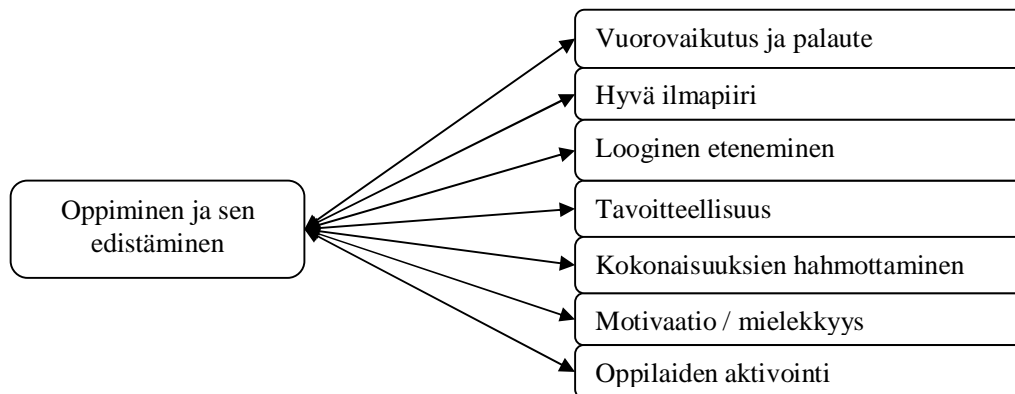 Oppiminen ja sen
edistäminen
Vuorovaikutus ja palaute
Hyvä ilmapiiri
Looginen eteneminen
Tavoitteellisuus
Kokonaisuuksien hahmottaminen
Motivaatio / mielekkyys
Oppilaiden aktivointi